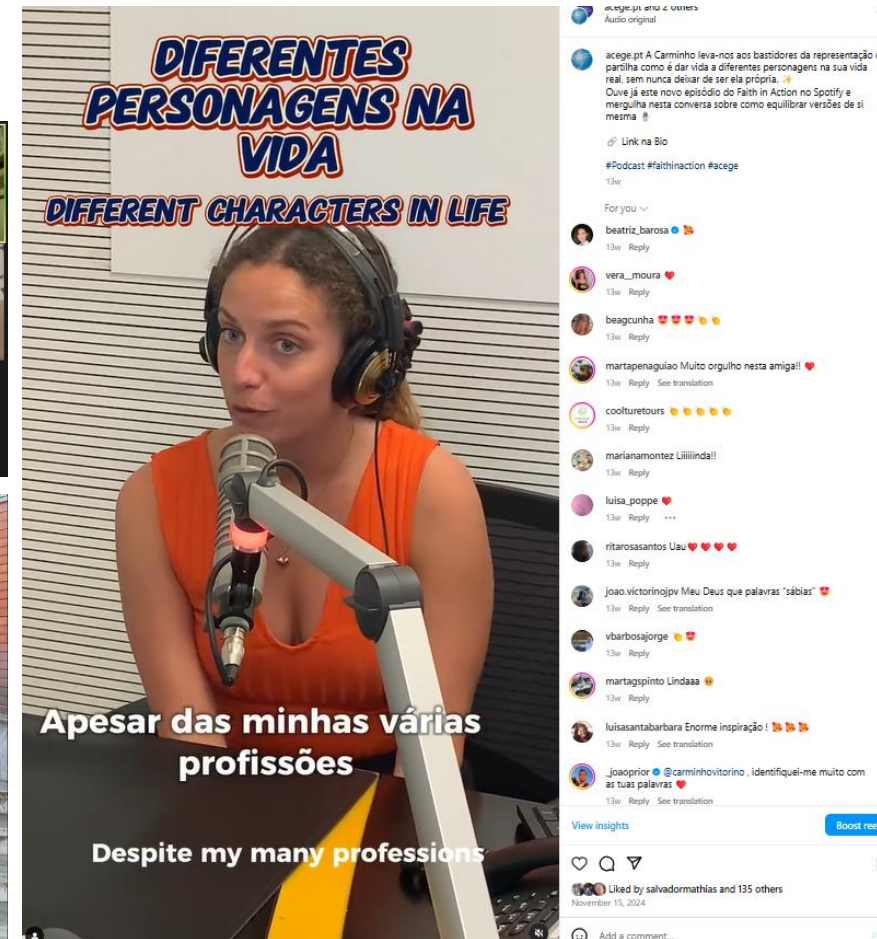 DIFERENTES
PERSONAGENS NA
VIDA
DIFFERENT CHARACTERS IN LIFE
Apesar das minhas várias
profissões
Despite my many professions
acege.pt and 2 others
Áudio original
acege.pt A Carminho leva-nos aos bastidores da representação e
partilha como é dar vida a diferentes personagens na sua vida
real, sem nunca deixar de ser ela própria. ✨
Ouve já este novo episódio do Faith in Action no Spotify e
mergulha nesta conversa sobre como equilibrar versões de si
mesma 🎙️
🔗 Link na Bio
#Podcast #faithinaction #acege
13w
For you
beatriz_barosa 🥰
13w Reply
vera__moura ❤️
13w Reply
beagcunha 😍😍😍👏👏
13w Reply
martapenaguiao Muito orgulho nesta amiga!! ❤️
13w Reply See translation
coolturetours 👏👏👏👏👏
13w Reply
marianamontez Liiiiiinda!!
13w Reply
luisa_poppe ❤️
13w Reply ...
ritarosasantos Uau❤️❤️❤️❤️
13w Reply
joao.victorinojpv Meu Deus que palavras "sábias" 😍
13w Reply See translation
vbarbosajorge 👏😍
13w Reply
martagspinto Lindaaa
13w Reply
luisasantabarbara Enorme inspiração ! 🥰🥰🥰
13w Reply See translation
_joaoprior @carminhovitorino , identifiquei-me muito com
as tuas palavras ❤️
13w Reply See translation
View insights
Boost ree
Liked by salvadormathias and 135 others
November 15, 2024
Add a comment...